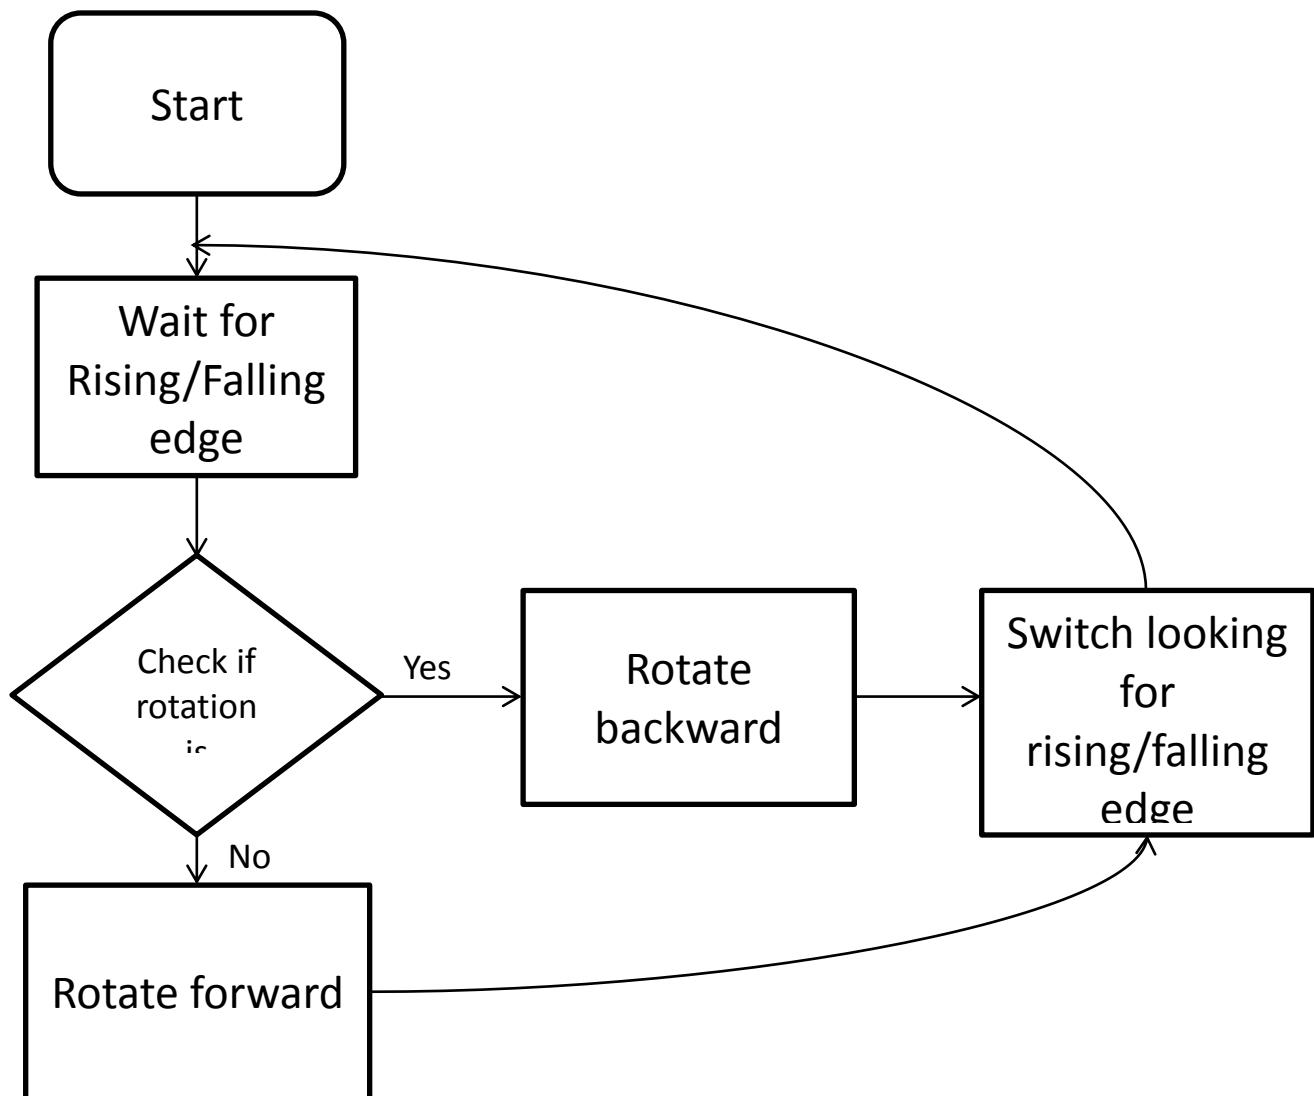 Start
Wait for
Rising/Falling
edge
Check if
rotation
is
Yes
Rotate
backward
Switch looking
for
rising/falling
edge
No
Rotate forward